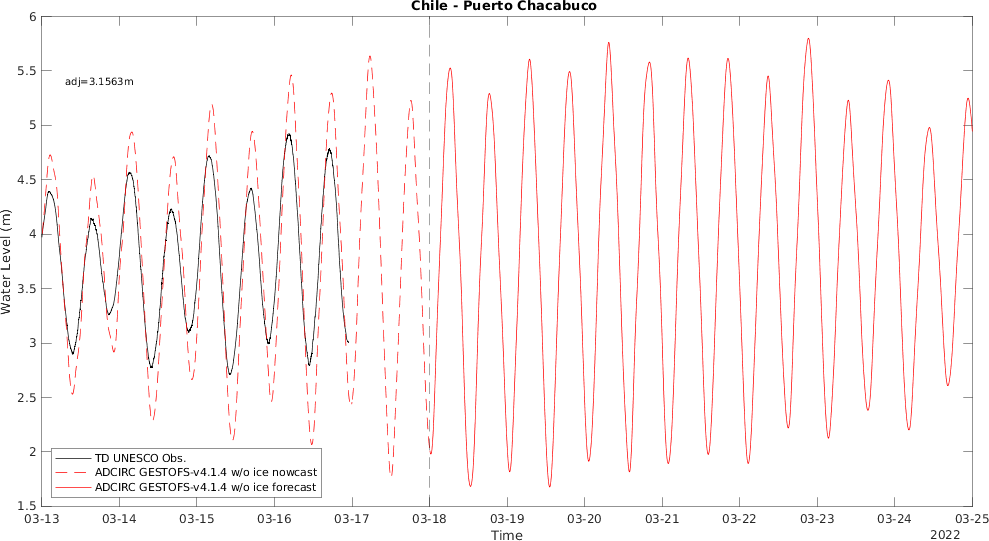 Chile - Puerto Chacabuco
6
5.5
5
4.5
4
3.5
3
2.5
2
1.5
Water Level (m)
adj=3.1563m
TD UNESCO Obs.
ADCIRC GESTOFS-v4.1.4 w/o ice nowcast
ADCIRC GESTOFS-v4.1.4 w/o ice forecast
03-13 03-14 03-15 03-16 03-17 03-18 03-19 03-20 03-21 03-22 03-23 03-24 03-25
Time
2022